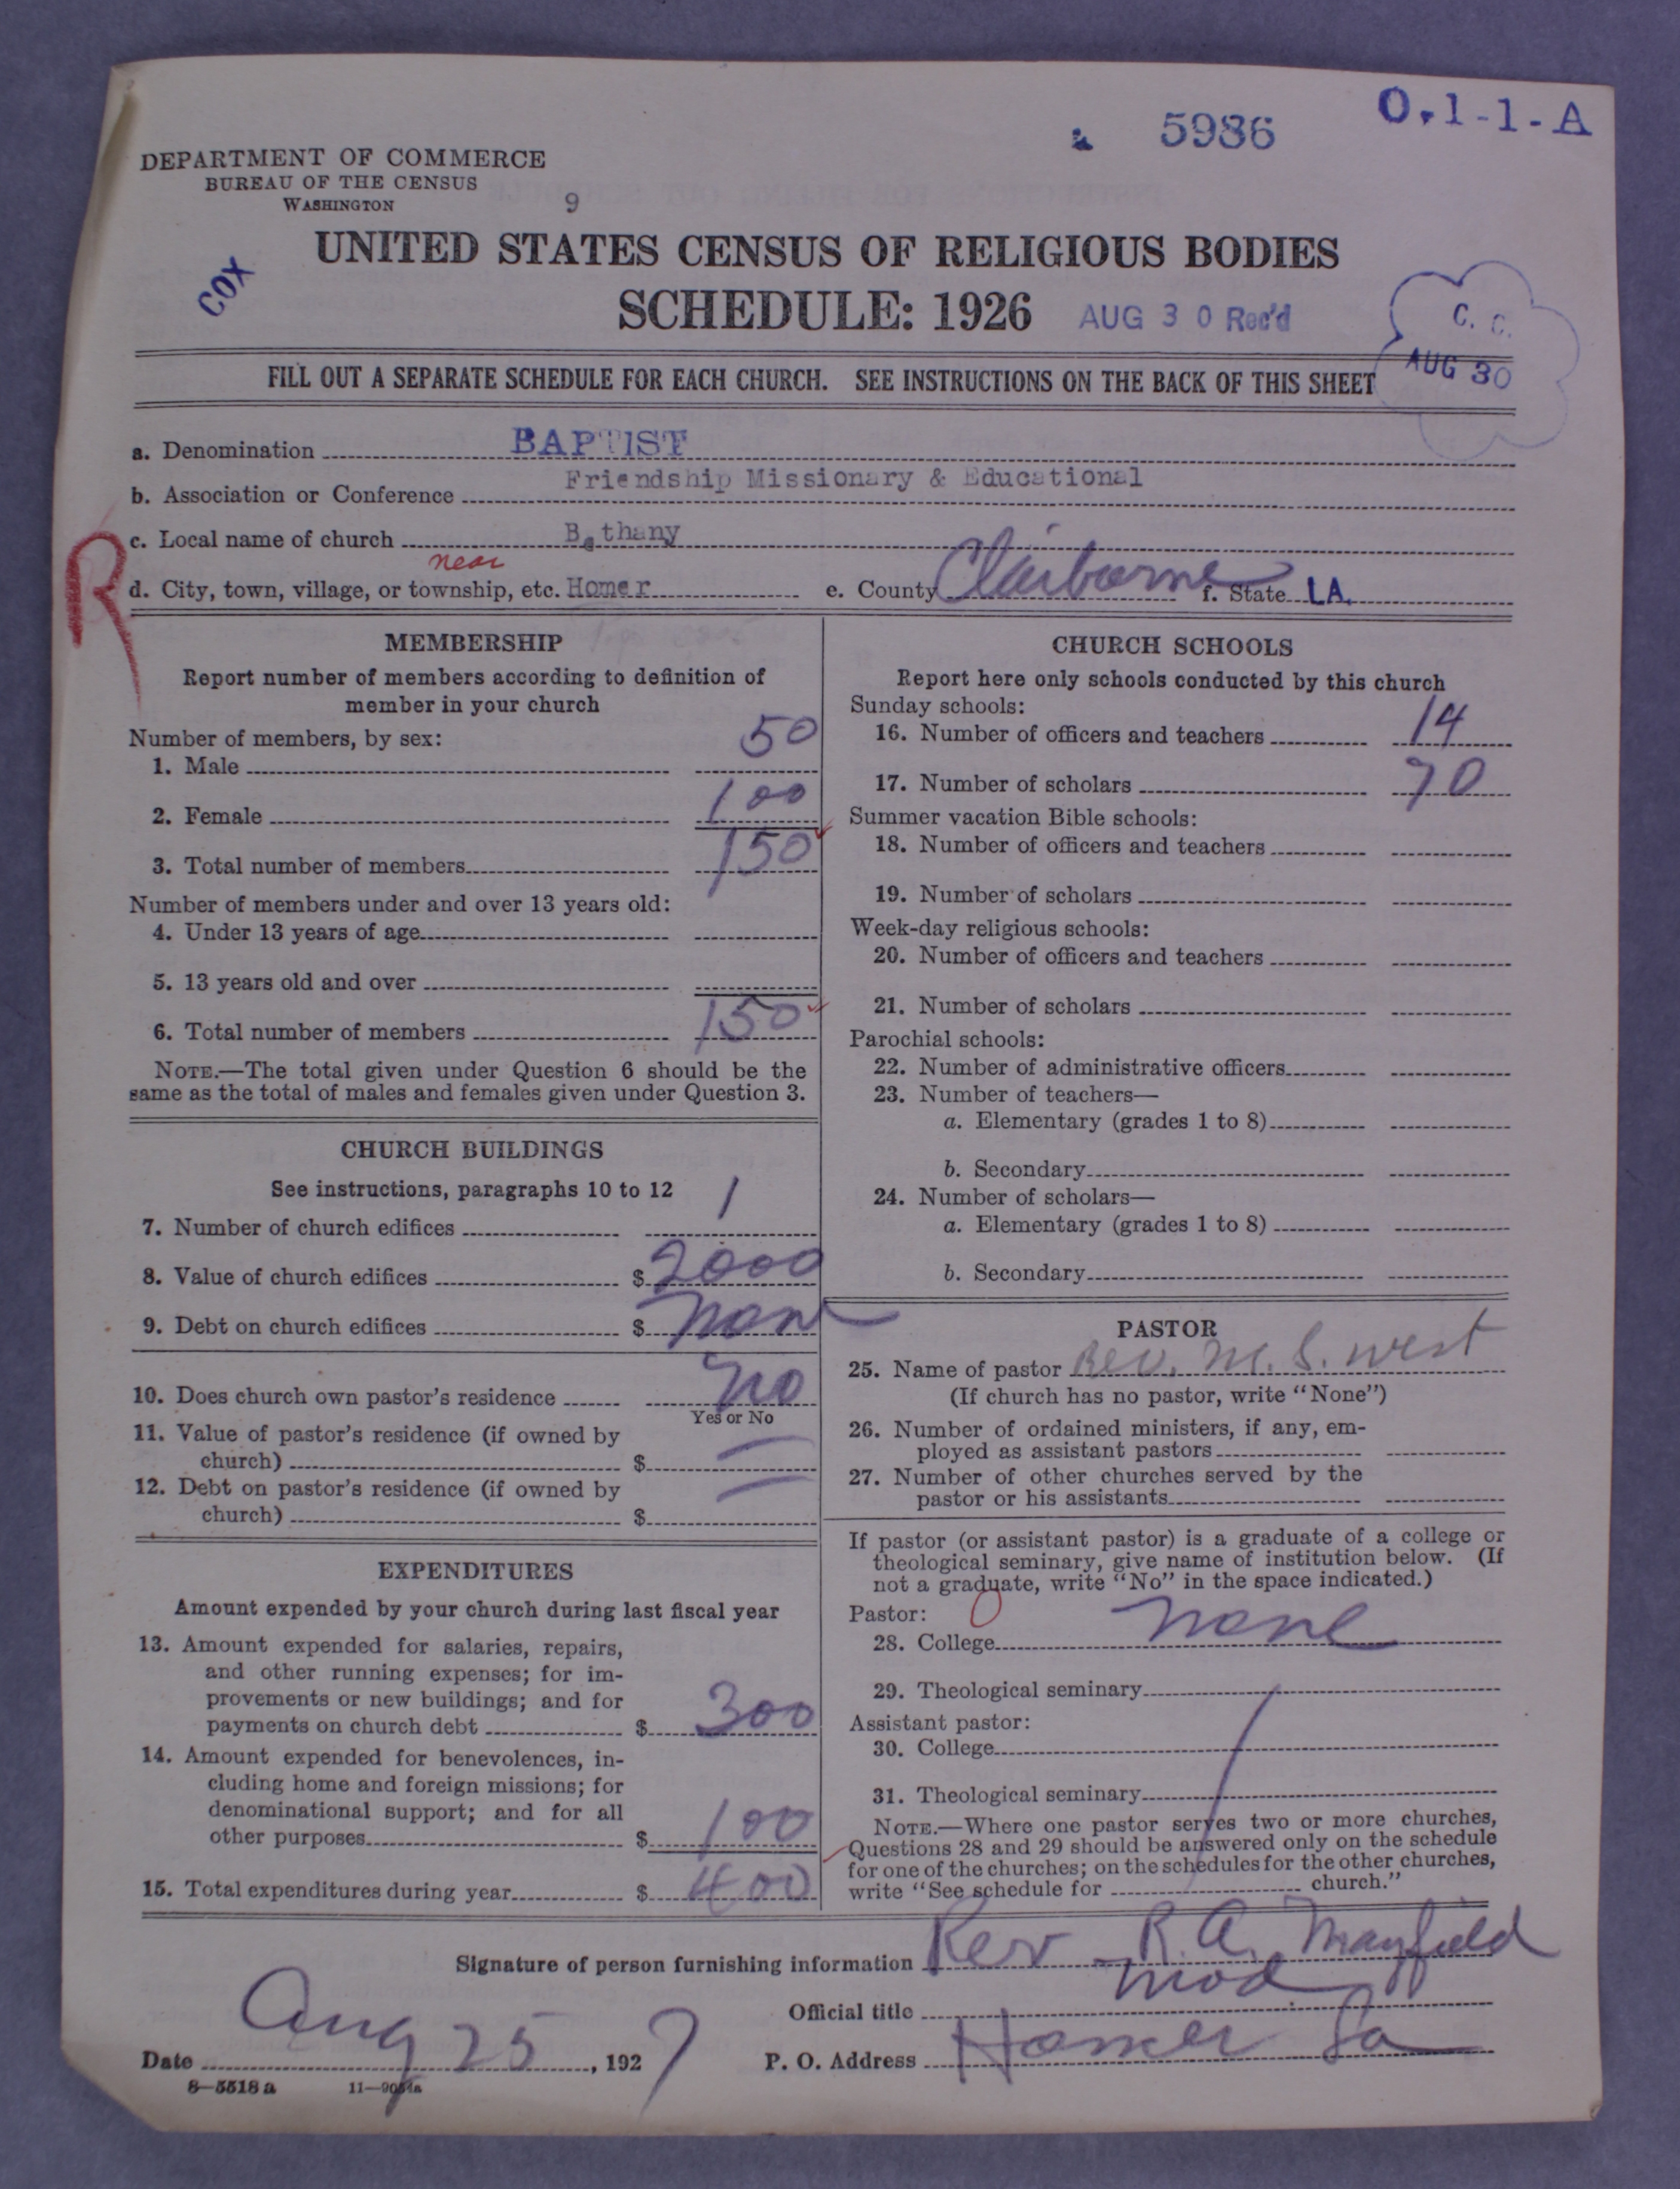 O.1-1-A
5986
DEPARTMENT OF COMMERCE
BUREAU OF THE CENSUS
WASHINGTON
9
UNITED STATES CENSUS OF RELIGIOUS BODIES
COX
SCHEDULE: 1926 AUG 30 Rec'd
C. C.
AUG 30
FILL OUT A SEPARATE SCHEDULE FOR EACH CHURCH. SEE INSTRUCTIONS ON THE BACK OF THIS SHEET
a. Denomination BAPTIST
b. Association or Conference Friendship Missionary & Educational
c. Local name of church Bethany
R
near
d. City, town, village, or township, etc. Homer e. County Claiborne f. State LA.
MEMBERSHIP
Report number of members according to definition of
member in your church
Number of members, by sex:
1. Male 50
2. Female 100
3. Total number of members 150
Number of members under and over 13 years old:
4. Under 13 years of age
5. 13 years old and over
6. Total number of members 150
NOTE.—The total given under Question 6 should be the
same as the total of males and females given under Question 3.
CHURCH BUILDINGS
See instructions, paragraphs 10 to 12
7. Number of church edifices 1
8. Value of church edifices $ 2000
9. Debt on church edifices $ None
10. Does church own pastor's residence No
Yes or No
11. Value of pastor's residence (if owned by
church) $ —
12. Debt on pastor's residence (if owned by
church) $ —
EXPENDITURES
Amount expended by your church during last fiscal year
13. Amount expended for salaries, repairs,
and other running expenses; for im-
provements or new buildings; and for
payments on church debt $ 300
14. Amount expended for benevolences, in-
cluding home and foreign missions; for
denominational support; and for all
other purposes $ 100
15. Total expenditures during year $ 400
CHURCH SCHOOLS
Report here only schools conducted by this church
Sunday schools:
16. Number of officers and teachers 14
17. Number of scholars 70
Summer vacation Bible schools:
18. Number of officers and teachers
19. Number of scholars
Week-day religious schools:
20. Number of officers and teachers
21. Number of scholars
Parochial schools:
22. Number of administrative officers
23. Number of teachers—
a. Elementary (grades 1 to 8)
b. Secondary
24. Number of scholars—
a. Elementary (grades 1 to 8)
b. Secondary
PASTOR
25. Name of pastor Rev. M. S. West
(If church has no pastor, write "None")
26. Number of ordained ministers, if any, em-
ployed as assistant pastors
27. Number of other churches served by the
pastor or his assistants
If pastor (or assistant pastor) is a graduate of a college or
theological seminary, give name of institution below. (If
not a graduate, write "No" in the space indicated.)
Pastor: 0
28. College none
29. Theological seminary
Assistant pastor:
30. College
31. Theological seminary
NOTE.—Where one pastor serves two or more churches,
Questions 28 and 29 should be answered only on the schedule
for one of the churches; on the schedules for the other churches,
write "See schedule for church."
Signature of person furnishing information Rev R. A. Mayfield
Official title Mod
Date Aug 25, 1927 P. O. Address Homer La
8—5518 a